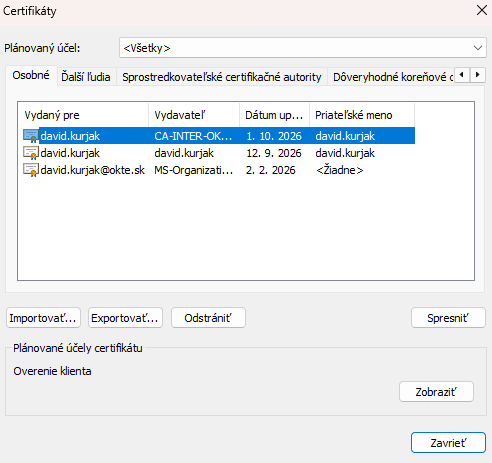 Certifikáty
Plánovaný účel: <Všetky>
Osobné Ďalší ľudia Sprostredkovateľské certifikačné autority Dôveryhodné koreňové c
Vydaný pre Vydavateľ Dátum up... Priateľské meno
david.kurjak CA-INTER-OK... 1. 10. 2026 david.kurjak
david.kurjak david.kurjak 12. 9. 2026 david.kurjak
david.kurjak@okte.sk MS-Organizati... 2. 2. 2026 <Žiadne>
Importovať... Exportovať... Odstrániť Spresniť
Plánované účely certifikátu
Overenie klienta
Zobraziť
Zavrieť